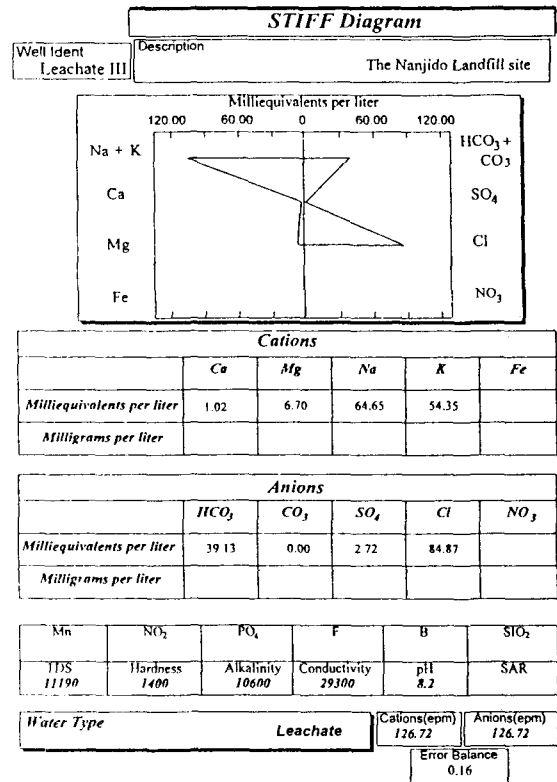 STIFF Diagram
Well Ident
Leachate III
Description
The Nanjido Landfill site
Milliequivalents per liter
120.00 60.00 0 60.00 120.00
Na + K HCO3 + CO3
Ca SO4
Mg Cl
Fe NO3
Cations
Ca Mg Na K Fe
Milliequivalents per liter 1.02 6.70 64.65 54.35
Milligrams per liter
Anions
HCO3 CO3 SO4 Cl NO3
Milliequivalents per liter 39.13 0.00 2.72 84.87
Milligrams per liter
Mn NO2 PO4 F B SIO2
TDS Hardness Alkalinity Conductivity pH SAR
11190 1400 10600 29300 8.2
Water Type Leachate
Cations(epm) Anions(epm)
126.72 126.72
Error Balance
0.16